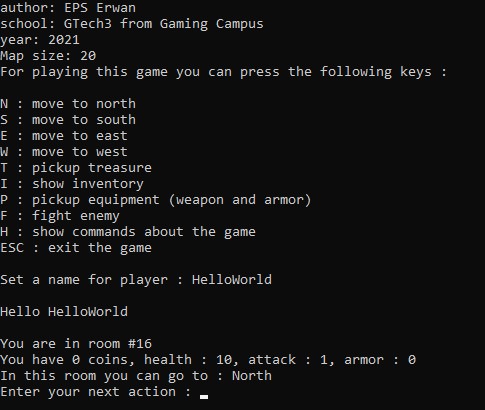 author: EPS Erwan
school: GTech3 from Gaming Campus
year: 2021
Map size: 20
For playing this game you can press the following keys :
N : move to north
S : move to south
E : move to east
W : move to west
T : pickup treasure
I : show inventory
P : pickup equipment (weapon and armor)
F : fight enemy
H : show commands about the game
ESC : exit the game
Set a name for player : HelloWorld
Hello HelloWorld
You are in room #16
You have 0 coins, health : 10, attack : 1, armor : 0
In this room you can go to : North
Enter your next action : _